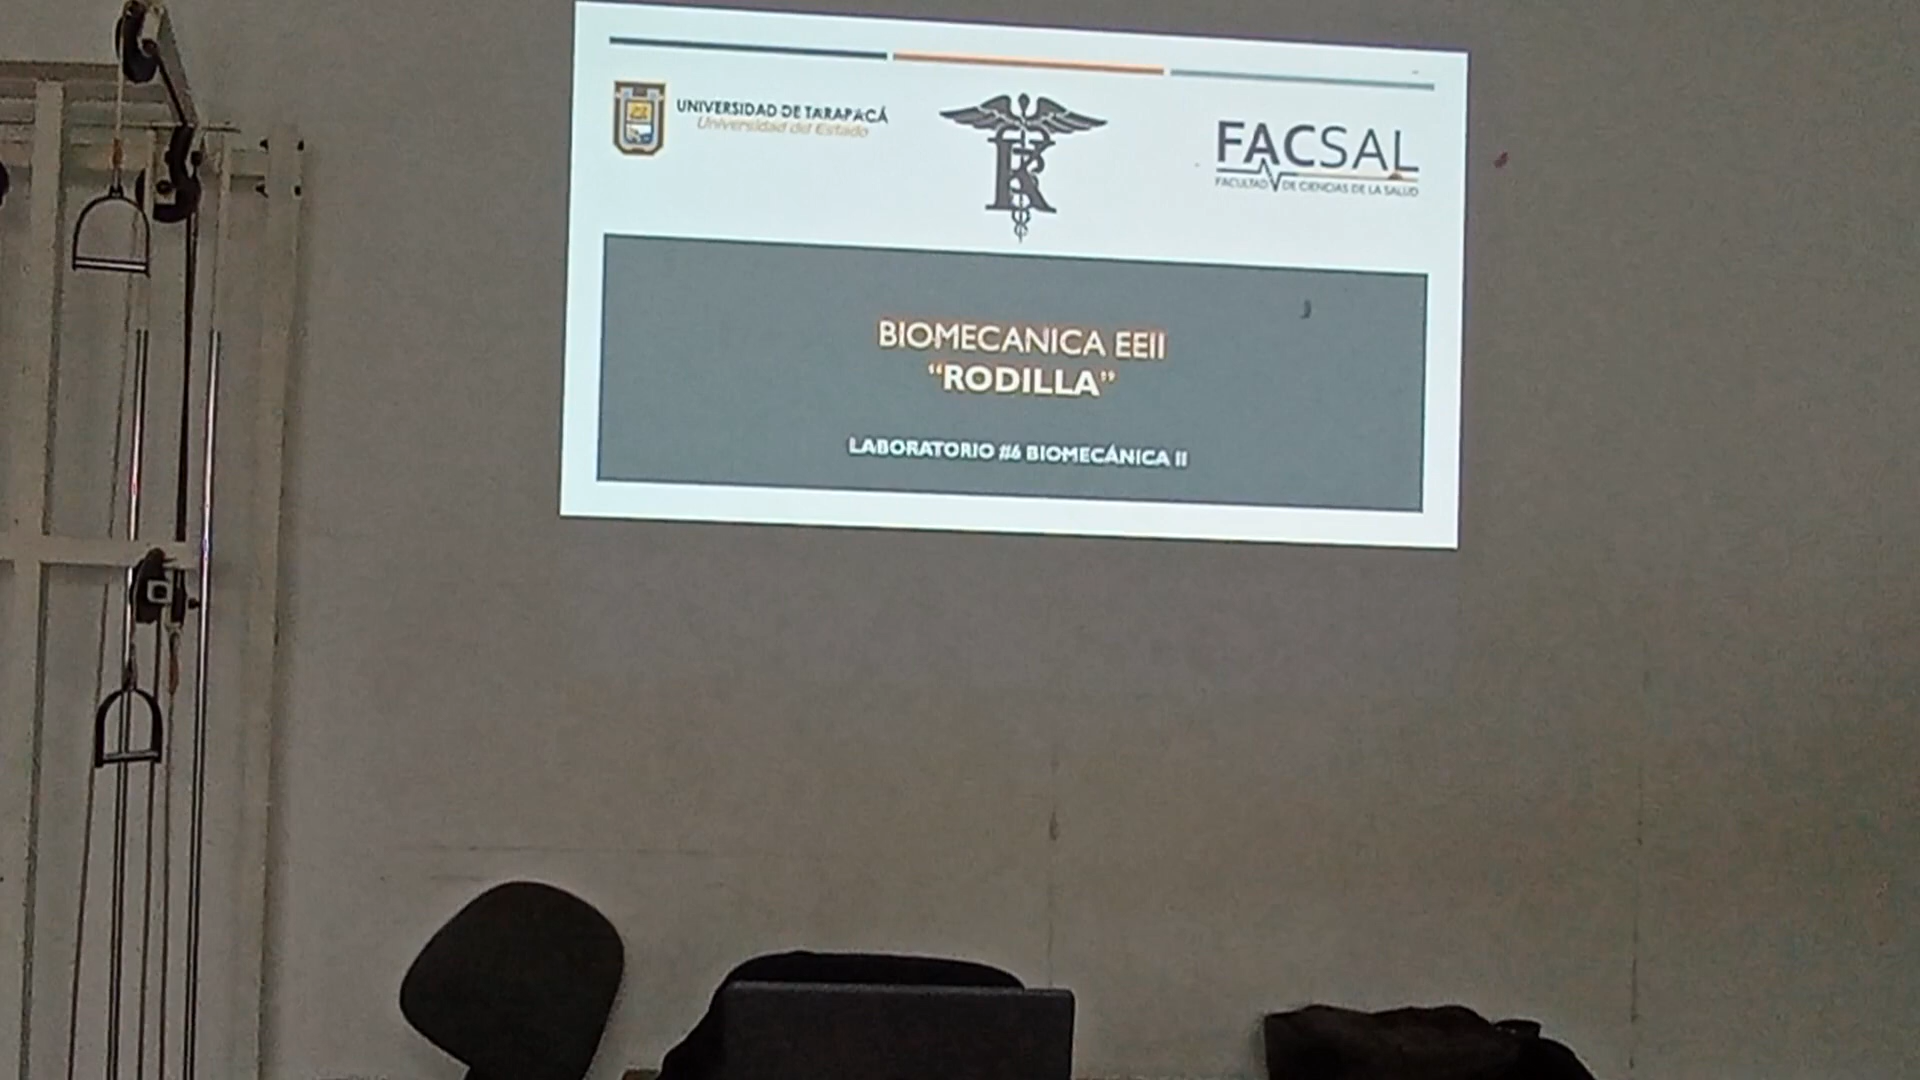 UNIVERSIDAD DE TARAPACÁ
Universidad del Estado
FACSAL
FACULTAD DE CIENCIAS DE LA SALUD
BIOMECANICA EEII
“RODILLA”
LABORATORIO #6 BIOMECÁNICA II